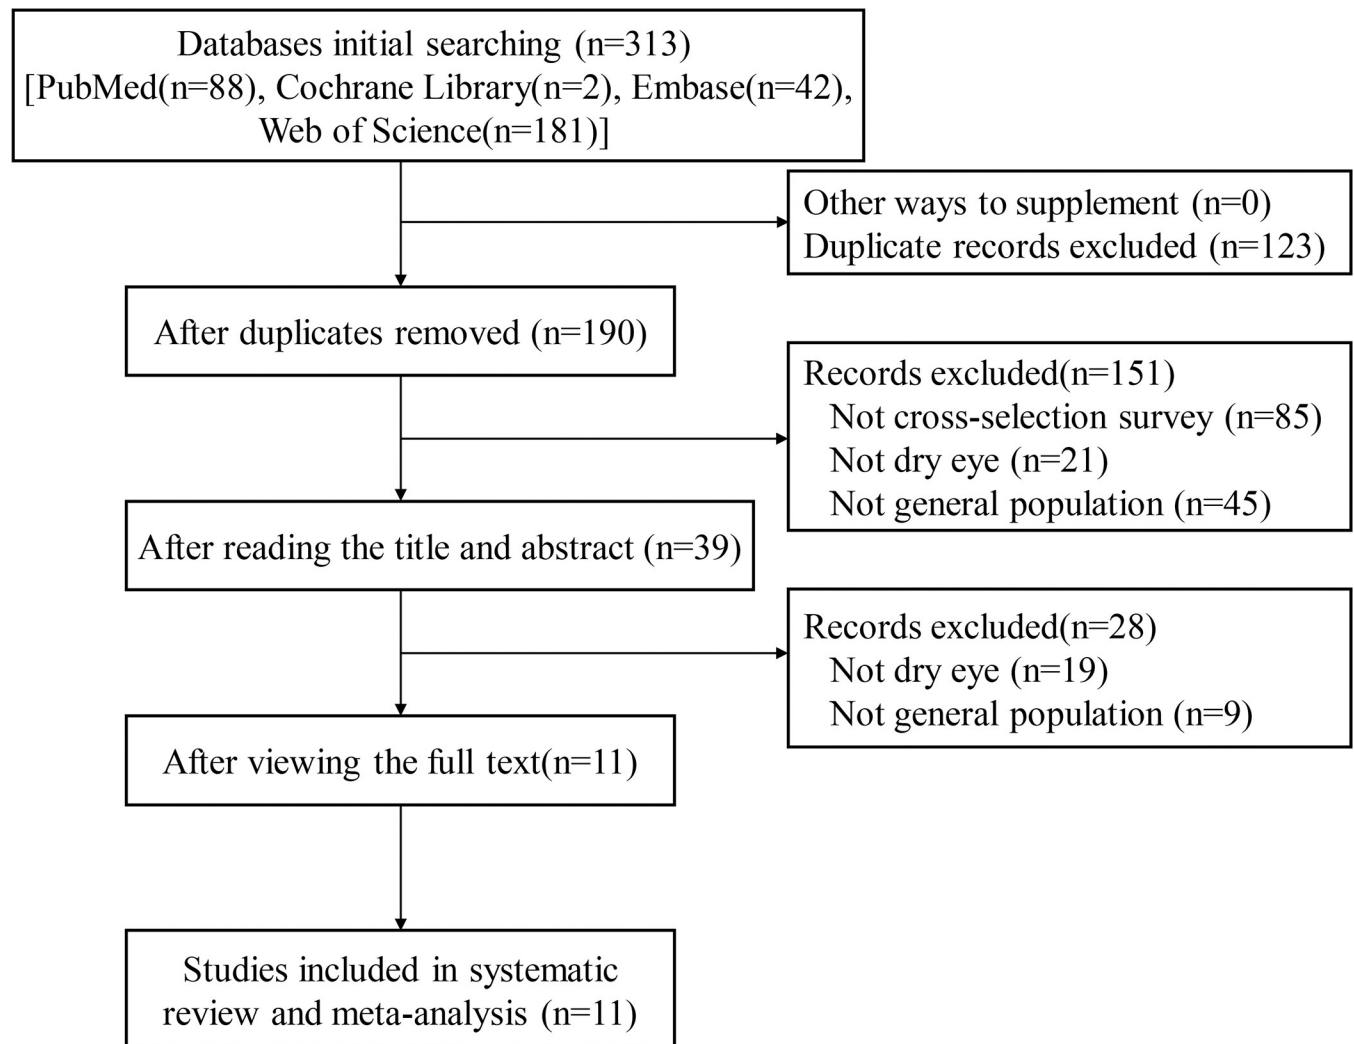 Databases initial searching (n=313)
[PubMed(n=88), Cochrane Library(n=2), Embase(n=42),
Web of Science(n=181)]
Other ways to supplement (n=0)
Duplicate records excluded (n=123)
After duplicates removed (n=190)
Records excluded(n=151)
Not cross-selection survey (n=85)
Not dry eye (n=21)
Not general population (n=45)
After reading the title and abstract (n=39)
Records excluded(n=28)
Not dry eye (n=19)
Not general population (n=9)
After viewing the full text(n=11)
Studies included in systematic
review and meta-analysis (n=11)